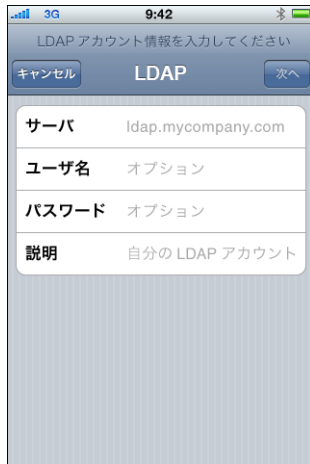 3G 9:42
LDAP アカウント情報を入力してください
キャンセル LDAP 次へ
サーバ ldap.mycompany.com
ユーザ名 オプション
パスワード オプション
説明 自分の LDAP アカウント